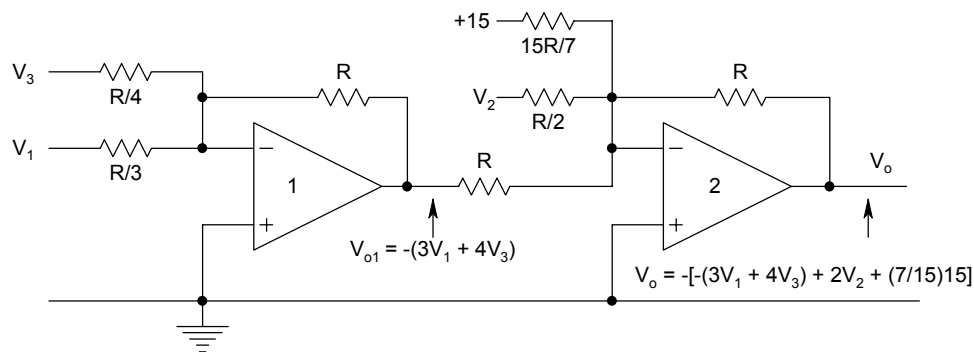 +15
15R/7
V3
R/4
R
V2
R/2
R
V1
R/3
−
1
+
R
−
2
+
Vo
Vo1 = -(3V1 + 4V3)
Vo = -[-(3V1 + 4V3) + 2V2 + (7/15)15]